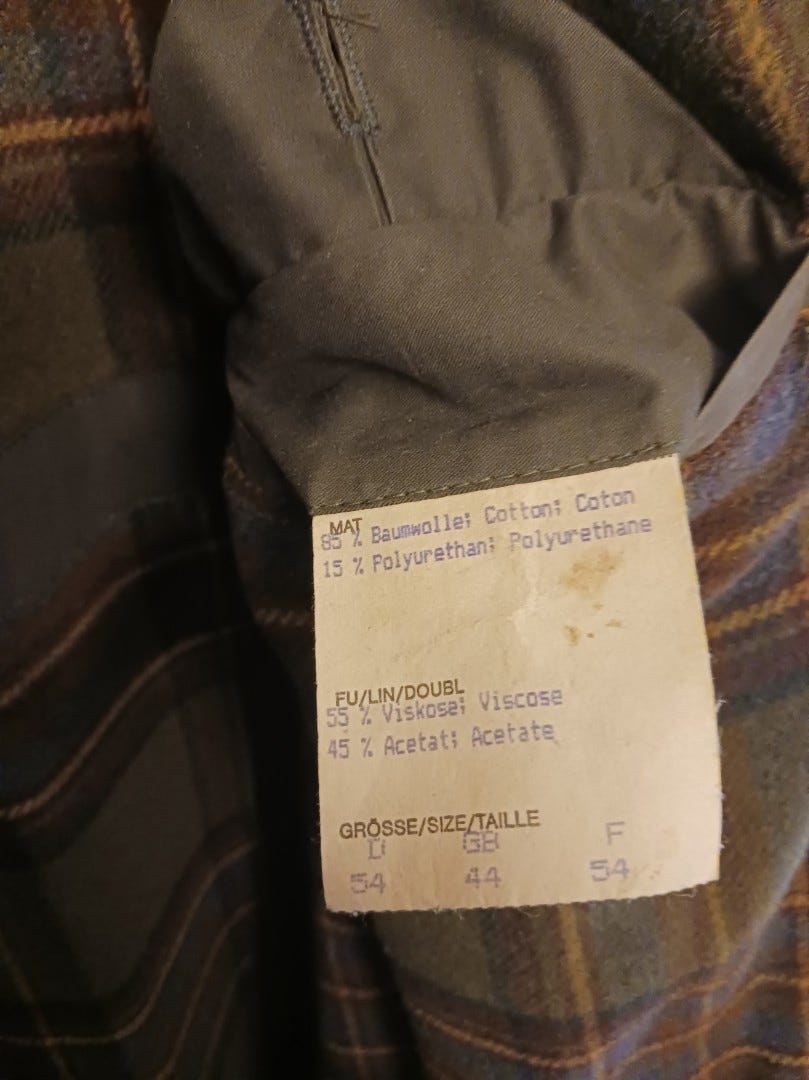 MAT
85 % Baumwolle; Cotton; Coton
15 % Polyurethan; Polyurethane
FU/LIN/DOUBL
55 % Viskose; Viscose
45 % Acetat; Acetate
GRÖSSE/SIZE/TAILLE
D GB F
54 44 54